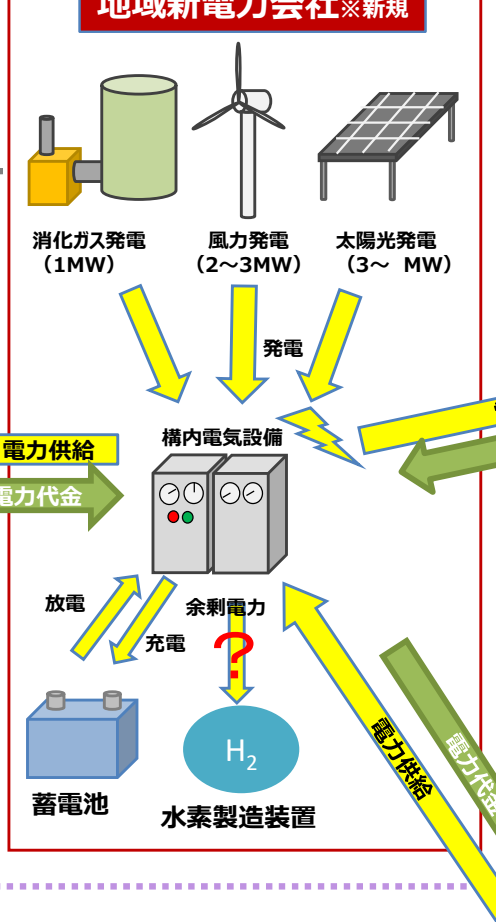 地域新電力会社※新規
消化ガス発電
（1MW）
風力発電
（2～3MW）
太陽光発電
（3～ MW）
発電
電力供給
電力代金
構内電気設備
放電
充電
余剰電力
?
H₂
蓄電池
水素製造装置
電力供給
電力代金